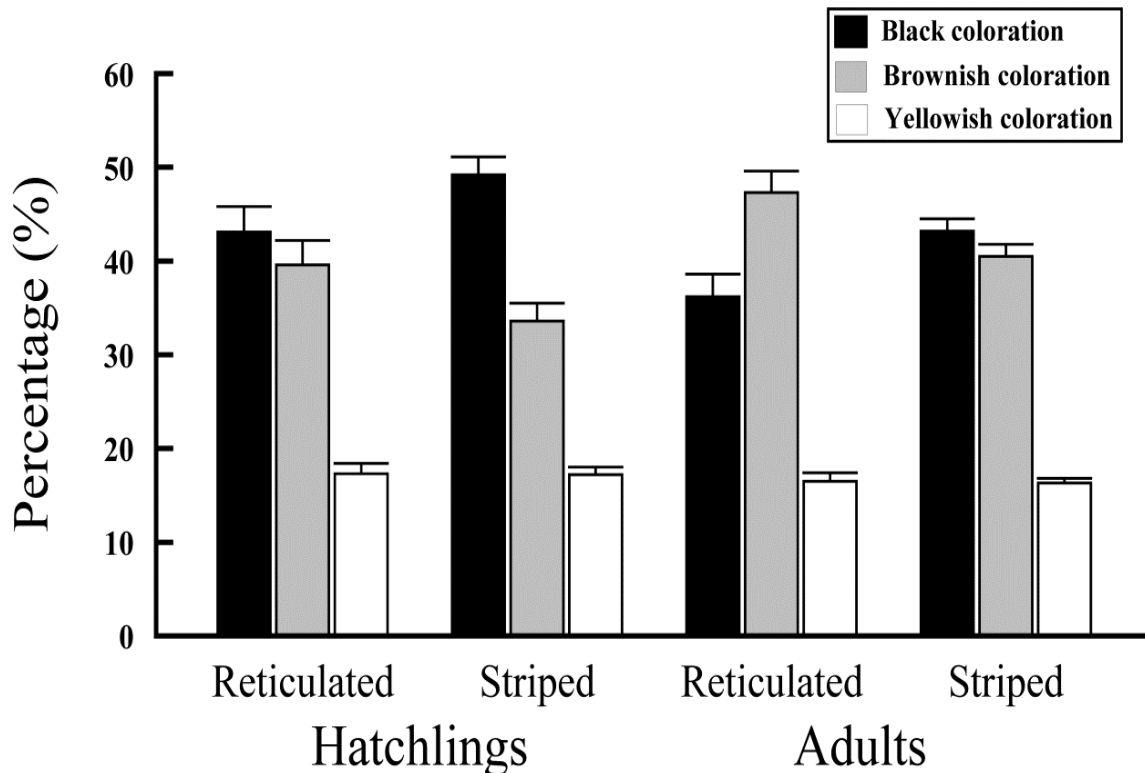 Black coloration
Brownish coloration
Yellowish coloration
60
50
40
30
20
10
0
Percentage (%)
Reticulated Striped Reticulated Striped
Hatchlings Adults